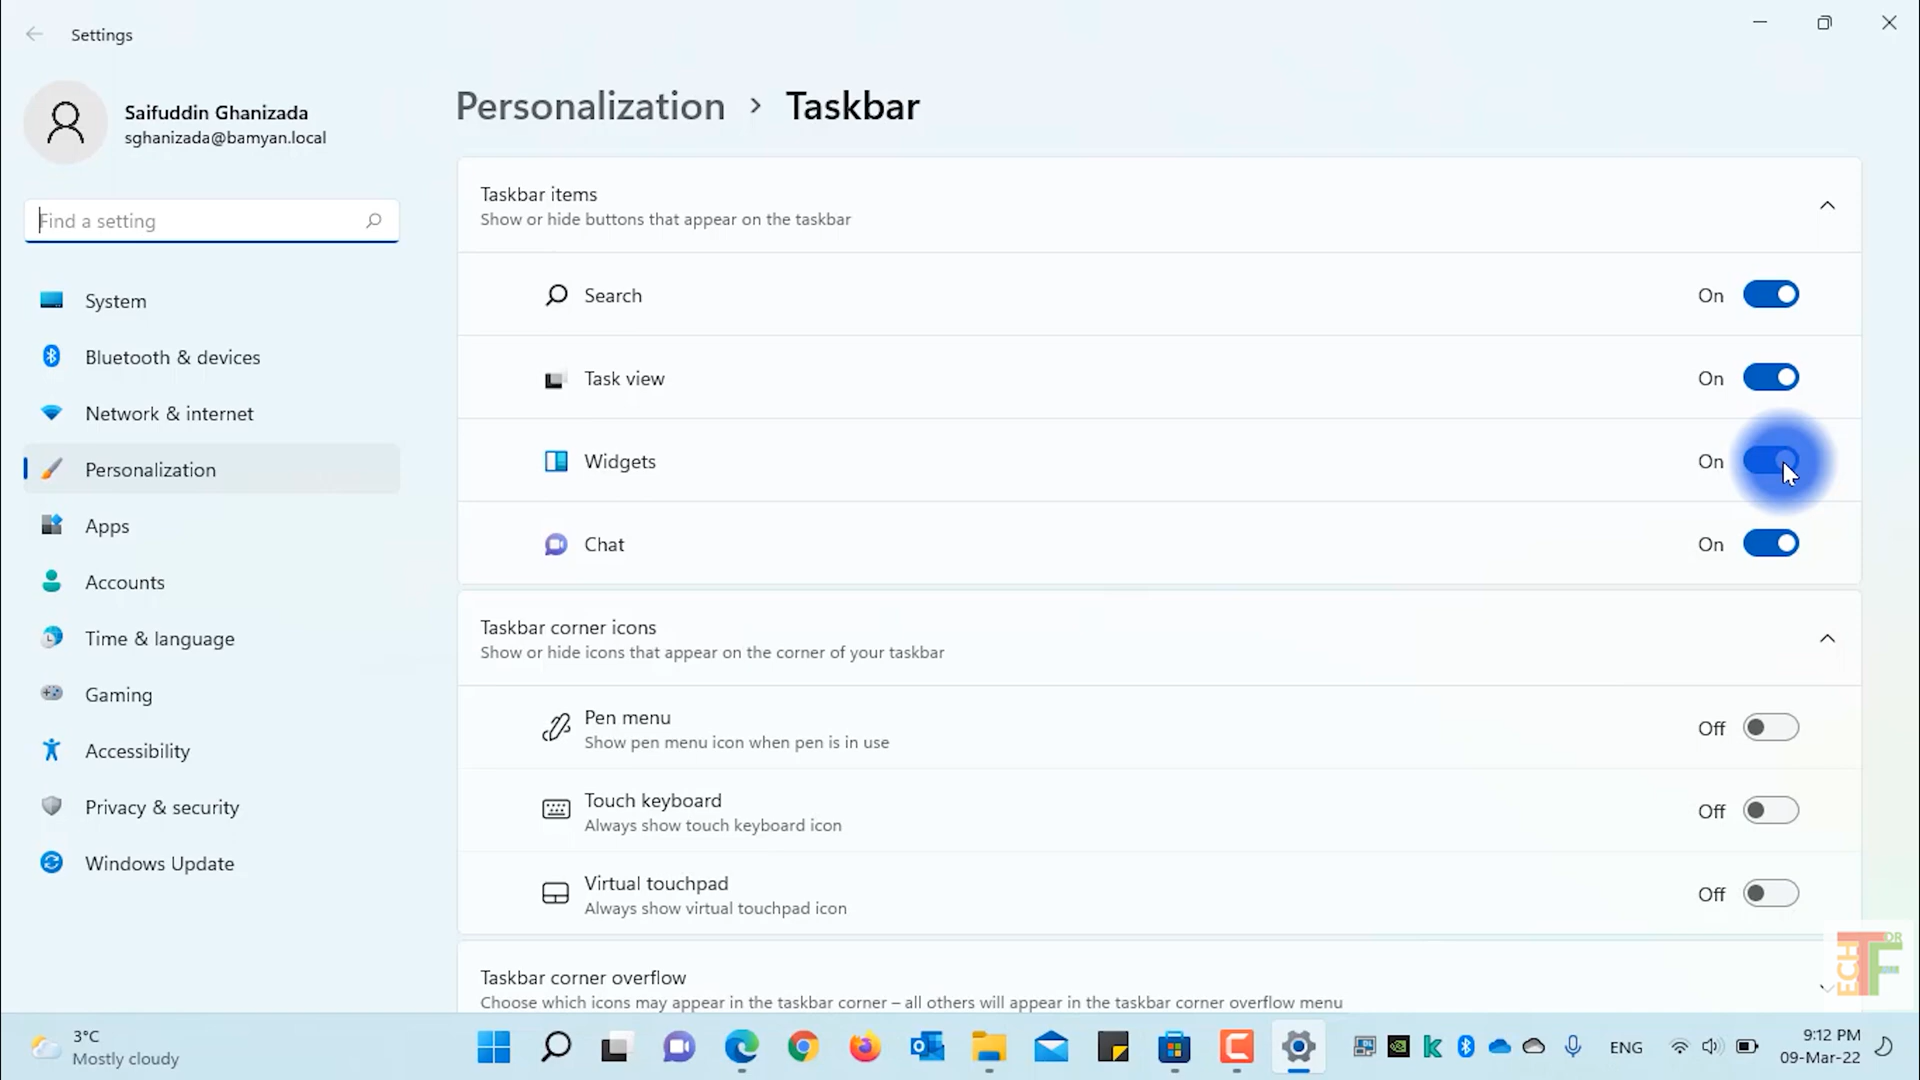 Settings
Saifuddin Ghanizada
sghanizada@bamyan.local
Find a setting
System
Bluetooth & devices
Network & internet
Personalization
Apps
Accounts
Time & language
Gaming
Accessibility
Privacy & security
Windows Update
Personalization > Taskbar
Taskbar items
Show or hide buttons that appear on the taskbar
Search On
Task view On
Widgets On
Chat On
Taskbar corner icons
Show or hide icons that appear on the corner of your taskbar
Pen menu
Show pen menu icon when pen is in use
Off
Touch keyboard
Always show touch keyboard icon
Off
Virtual touchpad
Always show virtual touchpad icon
Off
Taskbar corner overflow
Choose which icons may appear in the taskbar corner – all others will appear in the taskbar corner overflow menu
3°C
Mostly cloudy
ENG
9:12 PM
09-Mar-22